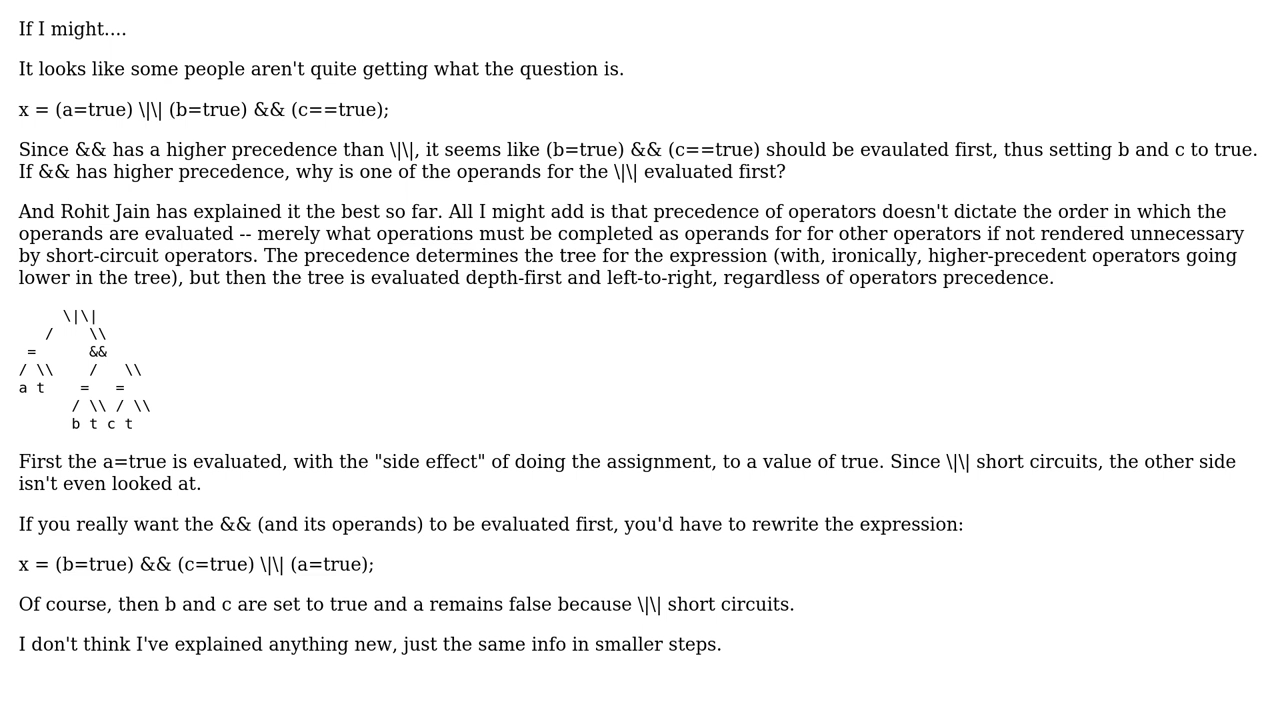 If I might....
It looks like some people aren't quite getting what the question is.
x = (a=true) \|\| (b=true) && (c==true);
Since && has a higher precedence than \|\|, it seems like (b=true) && (c==true) should be evaulated first, thus setting b and c to true.
If && has higher precedence, why is one of the operands for the \|\| evaluated first?
And Rohit Jain has explained it the best so far. All I might add is that precedence of operators doesn't dictate the order in which the
operands are evaluated -- merely what operations must be completed as operands for for other operators if not rendered unnecessary
by short-circuit operators. The precedence determines the tree for the expression (with, ironically, higher-precedent operators going
lower in the tree), but then the tree is evaluated depth-first and left-to-right, regardless of operators precedence.
     \|\|
   /    \\
 =      &&
/ \\    /   \\
a t    =   =
      / \\ / \\
      b t c t
First the a=true is evaluated, with the "side effect" of doing the assignment, to a value of true. Since \|\| short circuits, the other side
isn't even looked at.
If you really want the && (and its operands) to be evaluated first, you'd have to rewrite the expression:
x = (b=true) && (c=true) \|\| (a=true);
Of course, then b and c are set to true and a remains false because \|\| short circuits.
I don't think I've explained anything new, just the same info in smaller steps.